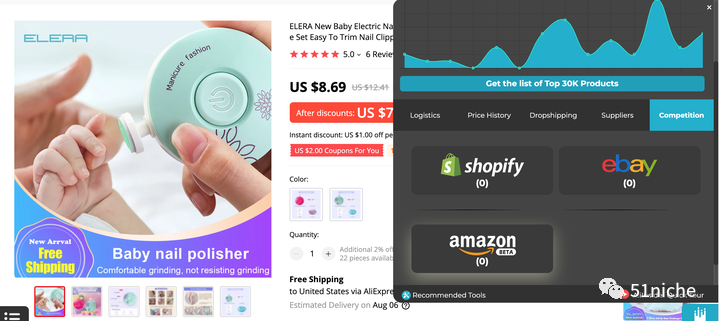 ELERA
Manicure fashion
New Arrval
Free
Shipping
Baby nail polisher
Comfortable grinding, not resisting grinding
ELERA New Baby Electric Na
e Set Easy To Trim Nail Clipp
5.0
6 Revie
US $8.69
US $12.41
After discounts: US $7
Instant discount: US $1.00 off pe
US $2.00 Coupons For You
Color:
Quantity:
1
Additional 2% of
22 pieces availab
Free Shipping
to United States via AliExpre
Estimated Delivery on Aug 06
×
Get the list of Top 30K Products
Logistics
Price History
Dropshipping
Suppliers
Competition
shopify
(0)
ebay
(0)
amazon
BETA
(0)
Recommended Tools
51niche